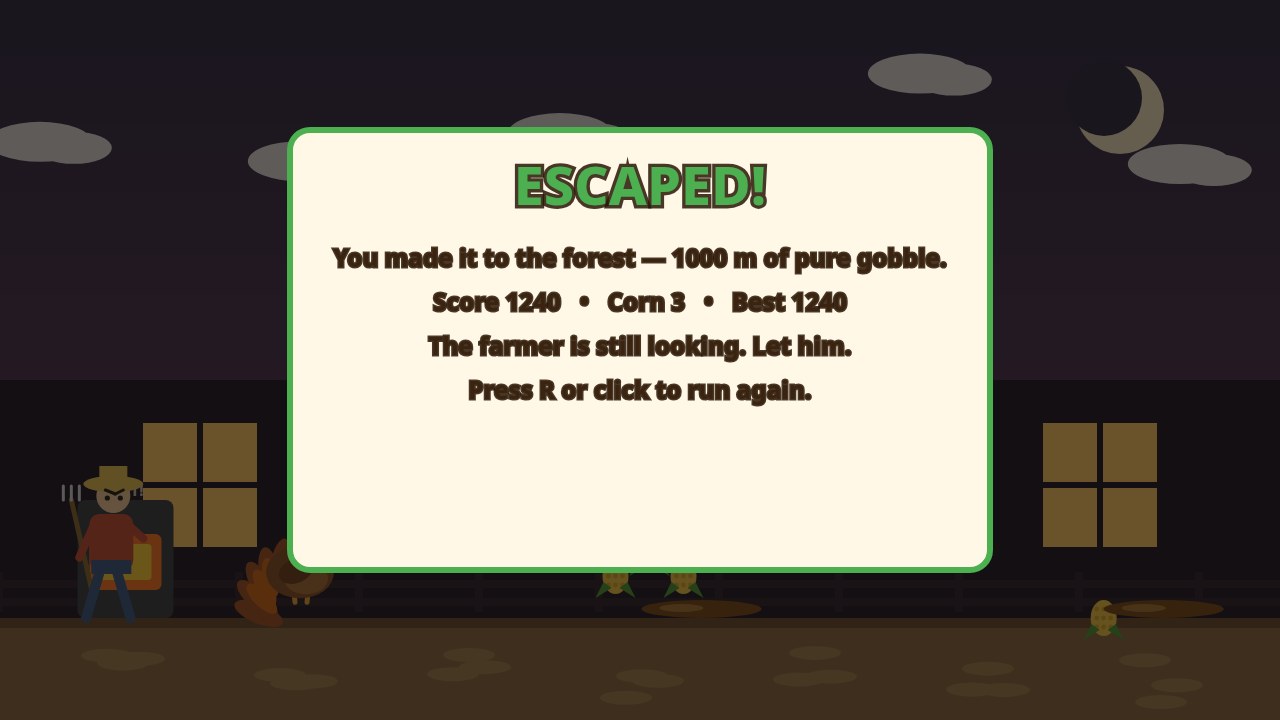 ESCAPED!
You made it to the forest — 1000 m of pure gobble.
Score 1240 • Corn 3 • Best 1240
The farmer is still looking. Let him.
Press R or click to run again.